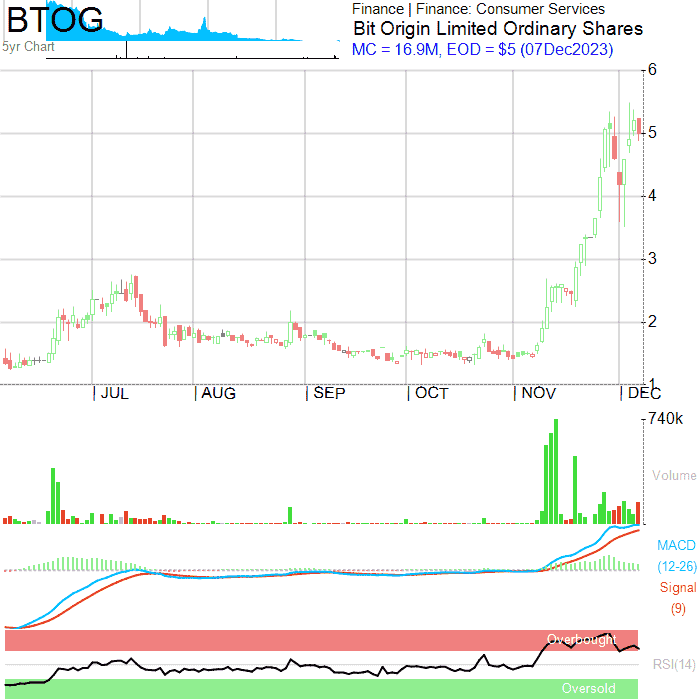 BTOG
5yr Chart
Finance | Finance: Consumer Services
Bit Origin Limited Ordinary Shares
MC = 16.9M, EOD = $5 (07Dec2023)
6
5
4
3
2
1
| JUL | AUG | SEP | OCT | NOV | DEC
740k
Volume
MACD
(12-26)
Signal
(9)
Overbought
RSI(14)
Oversold